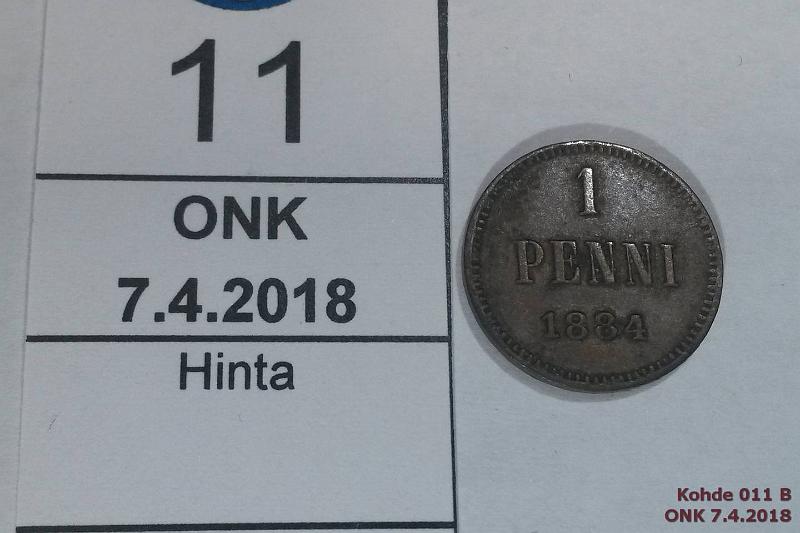 11
ONK
7.4.2018
Hinta
1
PENNI
1884
Kohde 011 B
ONK 7.4.2018